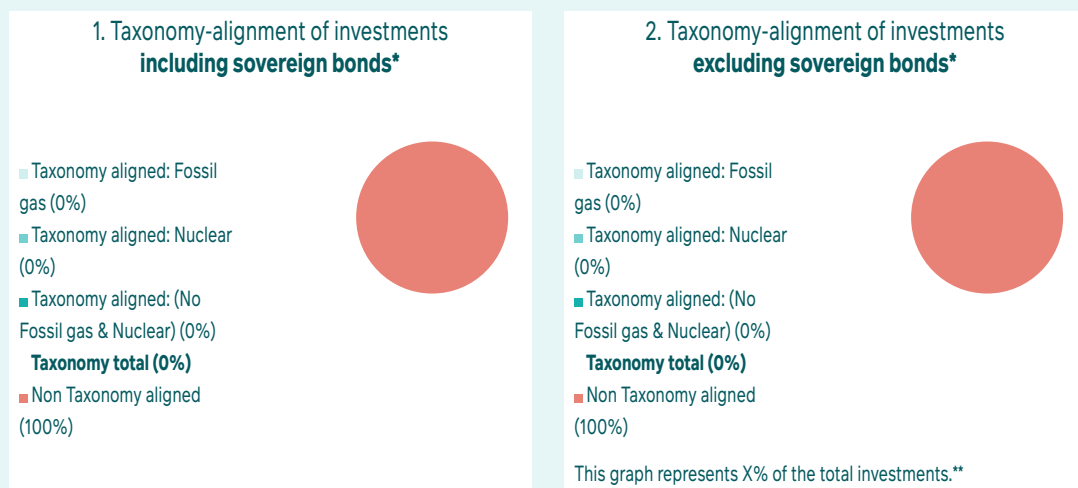 1. Taxonomy-alignment of investments
including sovereign bonds*
Taxonomy aligned: Fossil
gas (0%)
Taxonomy aligned: Nuclear
(0%)
Taxonomy aligned: (No
Fossil gas & Nuclear) (0%)
Taxonomy total (0%)
Non Taxonomy aligned
(100%)
2. Taxonomy-alignment of investments
excluding sovereign bonds*
Taxonomy aligned: Fossil
gas (0%)
Taxonomy aligned: Nuclear
(0%)
Taxonomy aligned: (No
Fossil gas & Nuclear) (0%)
Taxonomy total (0%)
Non Taxonomy aligned
(100%)
This graph represents X% of the total investments.**